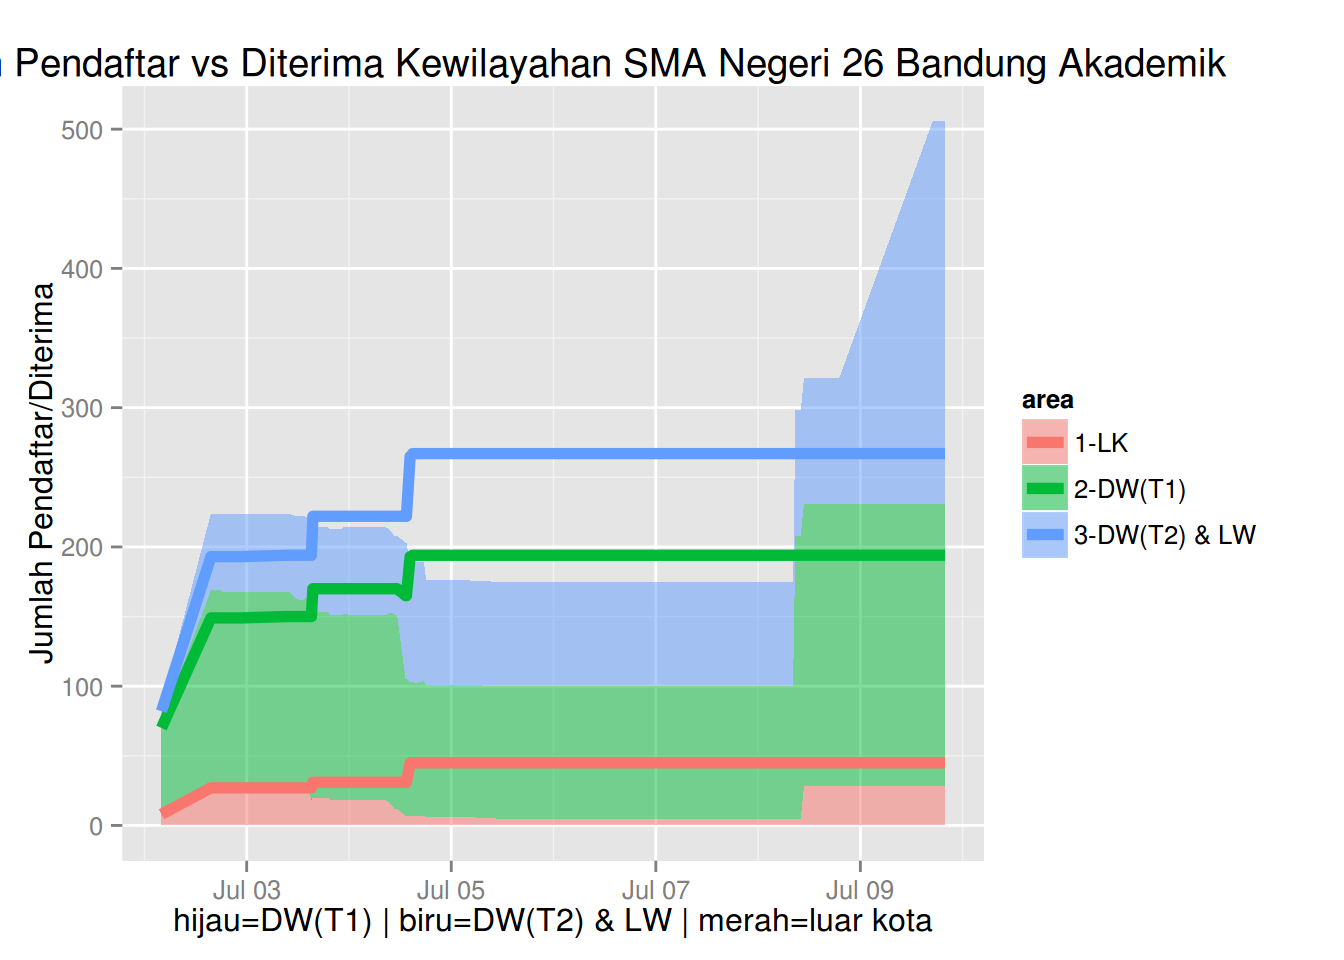 Pendaftar vs Diterima Kewilayahan SMA Negeri 26 Bandung Akademik
500
400
300
200
100
0
Jumlah Pendaftar/Diterima
Jul 03
Jul 05
Jul 07
Jul 09
hijau=DW(T1) | biru=DW(T2) & LW | merah=luar kota
area
1-LK
2-DW(T1)
3-DW(T2) & LW